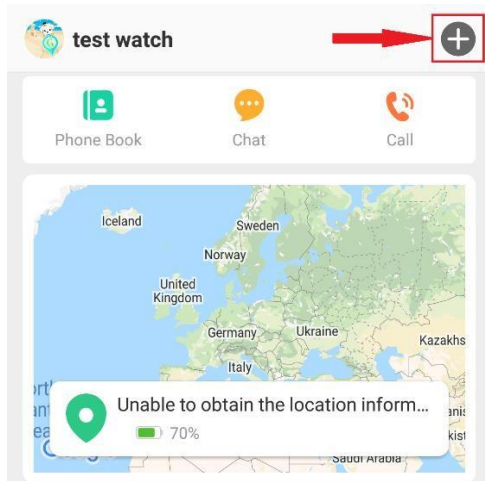 test watch
Phone Book
Chat
Call
Iceland
Sweden
Norway
United
Kingdom
Germany
Ukraine
Kazakhs
Italy
Unable to obtain the location inform...
70%
Saudi Arabia